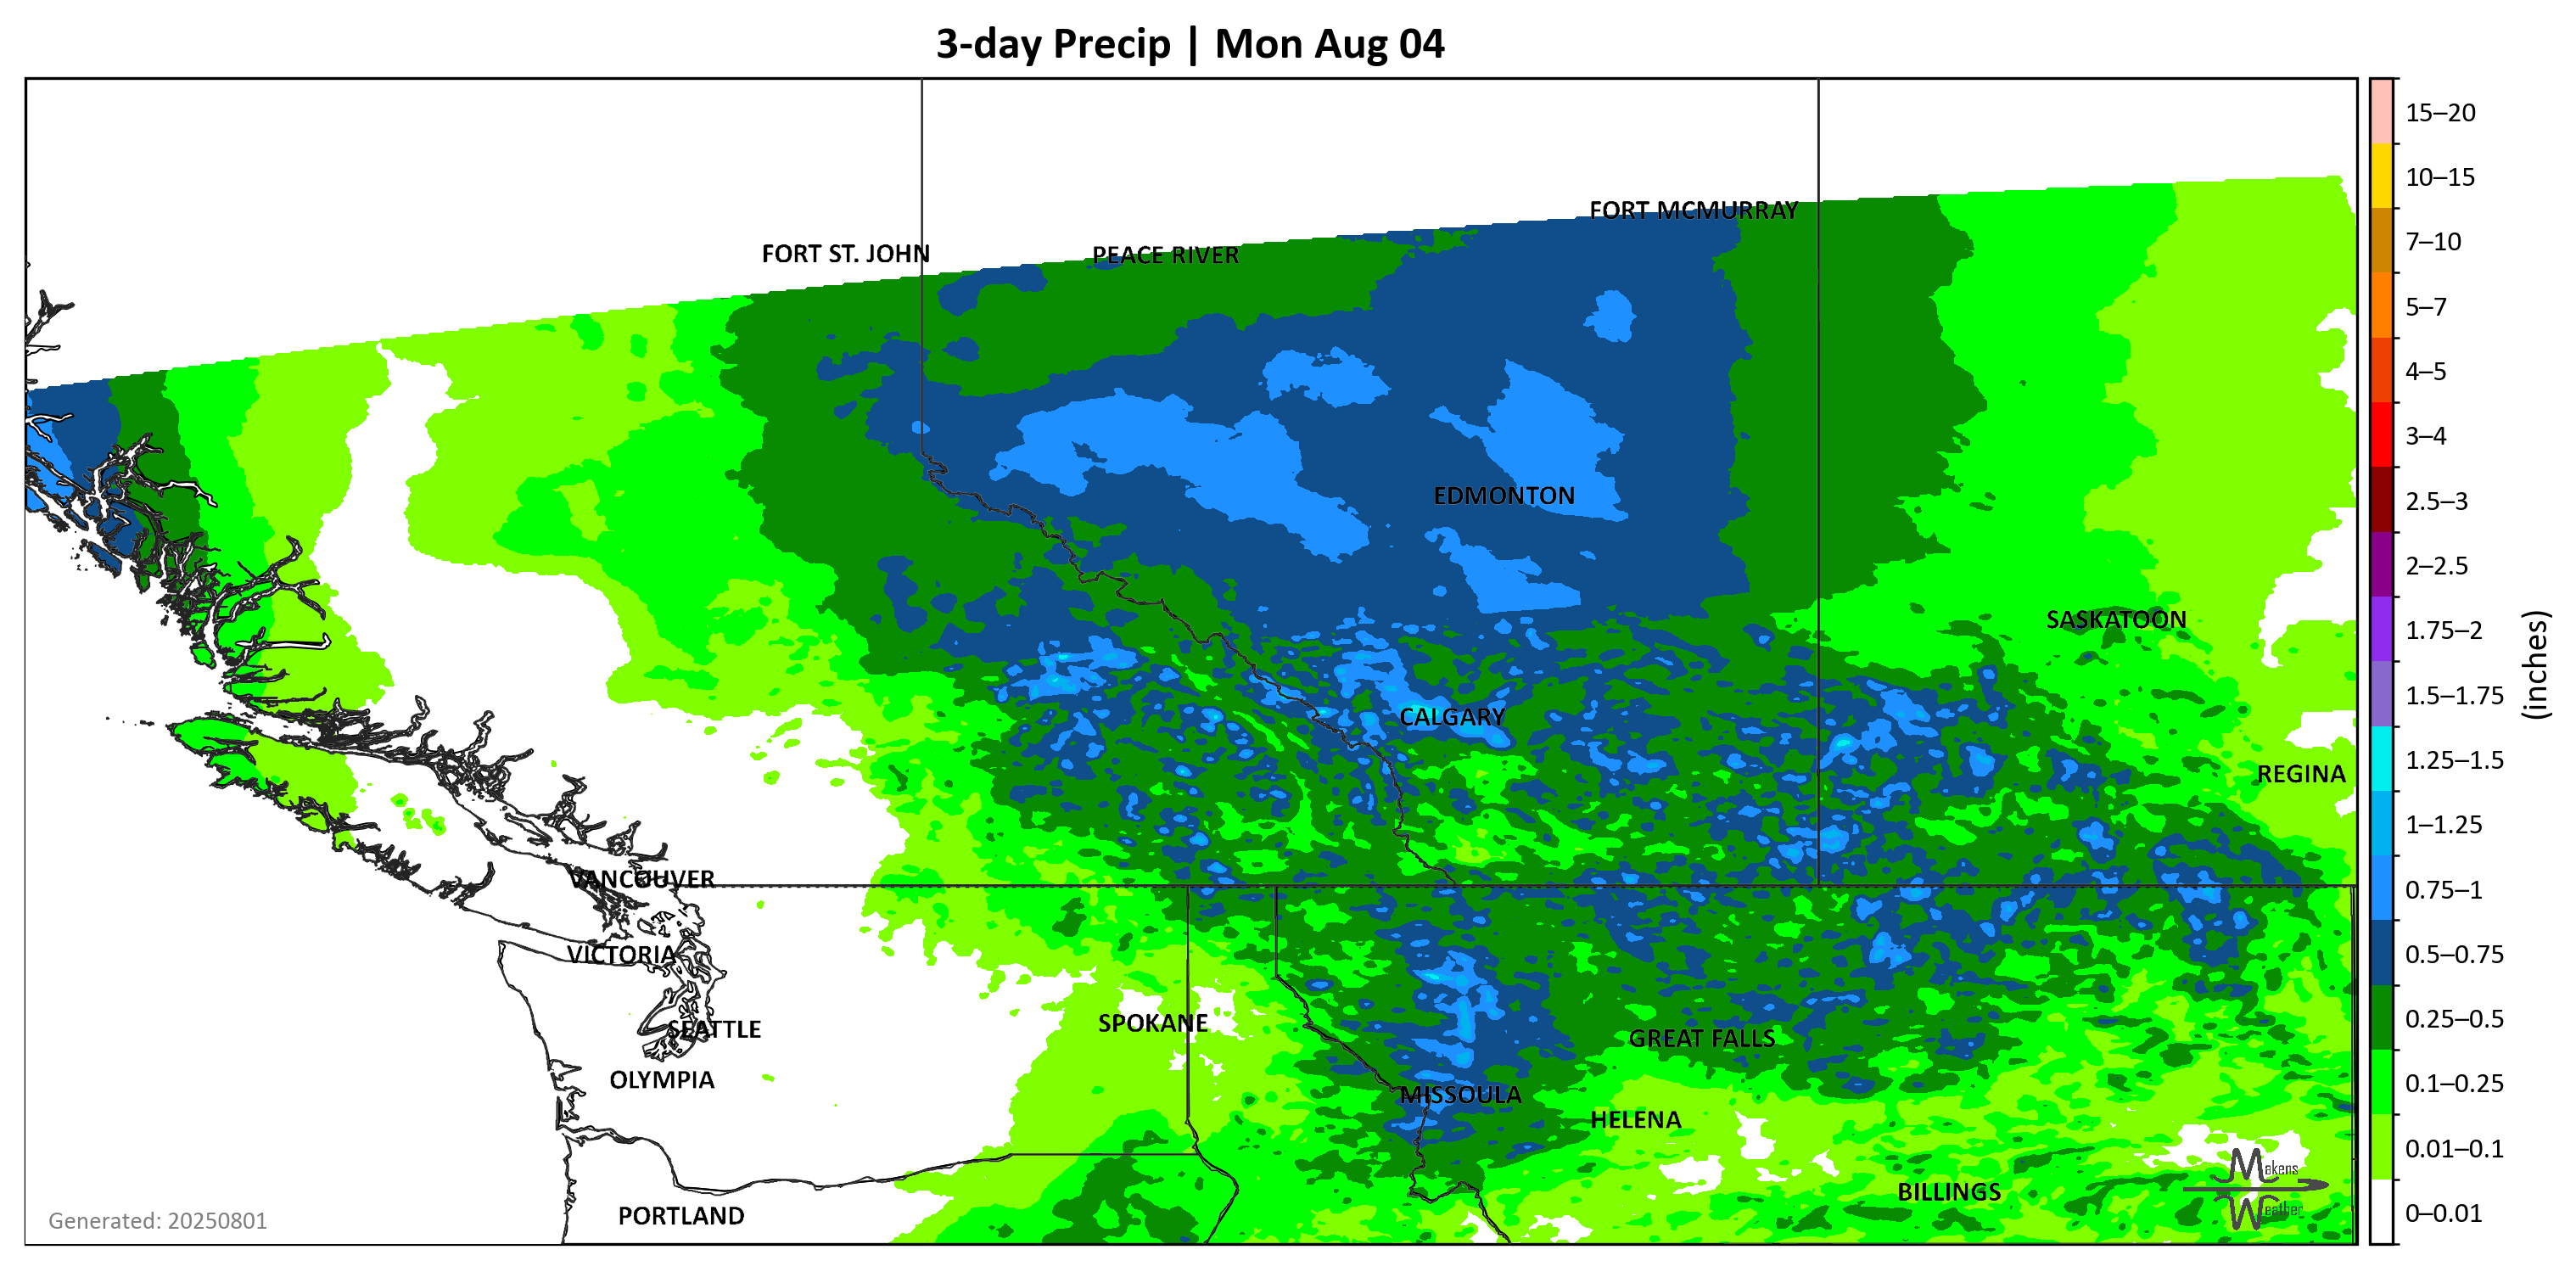 3-day Precip | Mon Aug 04
FORT MCMURRAY
FORT ST. JOHN
PEACE RIVER
EDMONTON
SASKATOON
CALGARY
REGINA
VANCOUVER
VICTORIA
SPOKANE
SEATTLE
GREAT FALLS
OLYMPIA
MISSOULA
HELENA
BILLINGS
PORTLAND
Makens
Weather
Generated: 20250801
15–20
10–15
7–10
5–7
4–5
3–4
2.5–3
2–2.5
1.75–2
1.5–1.75
1.25–1.5
1–1.25
0.75–1
0.5–0.75
0.25–0.5
0.1–0.25
0.01–0.1
0–0.01
(inches)